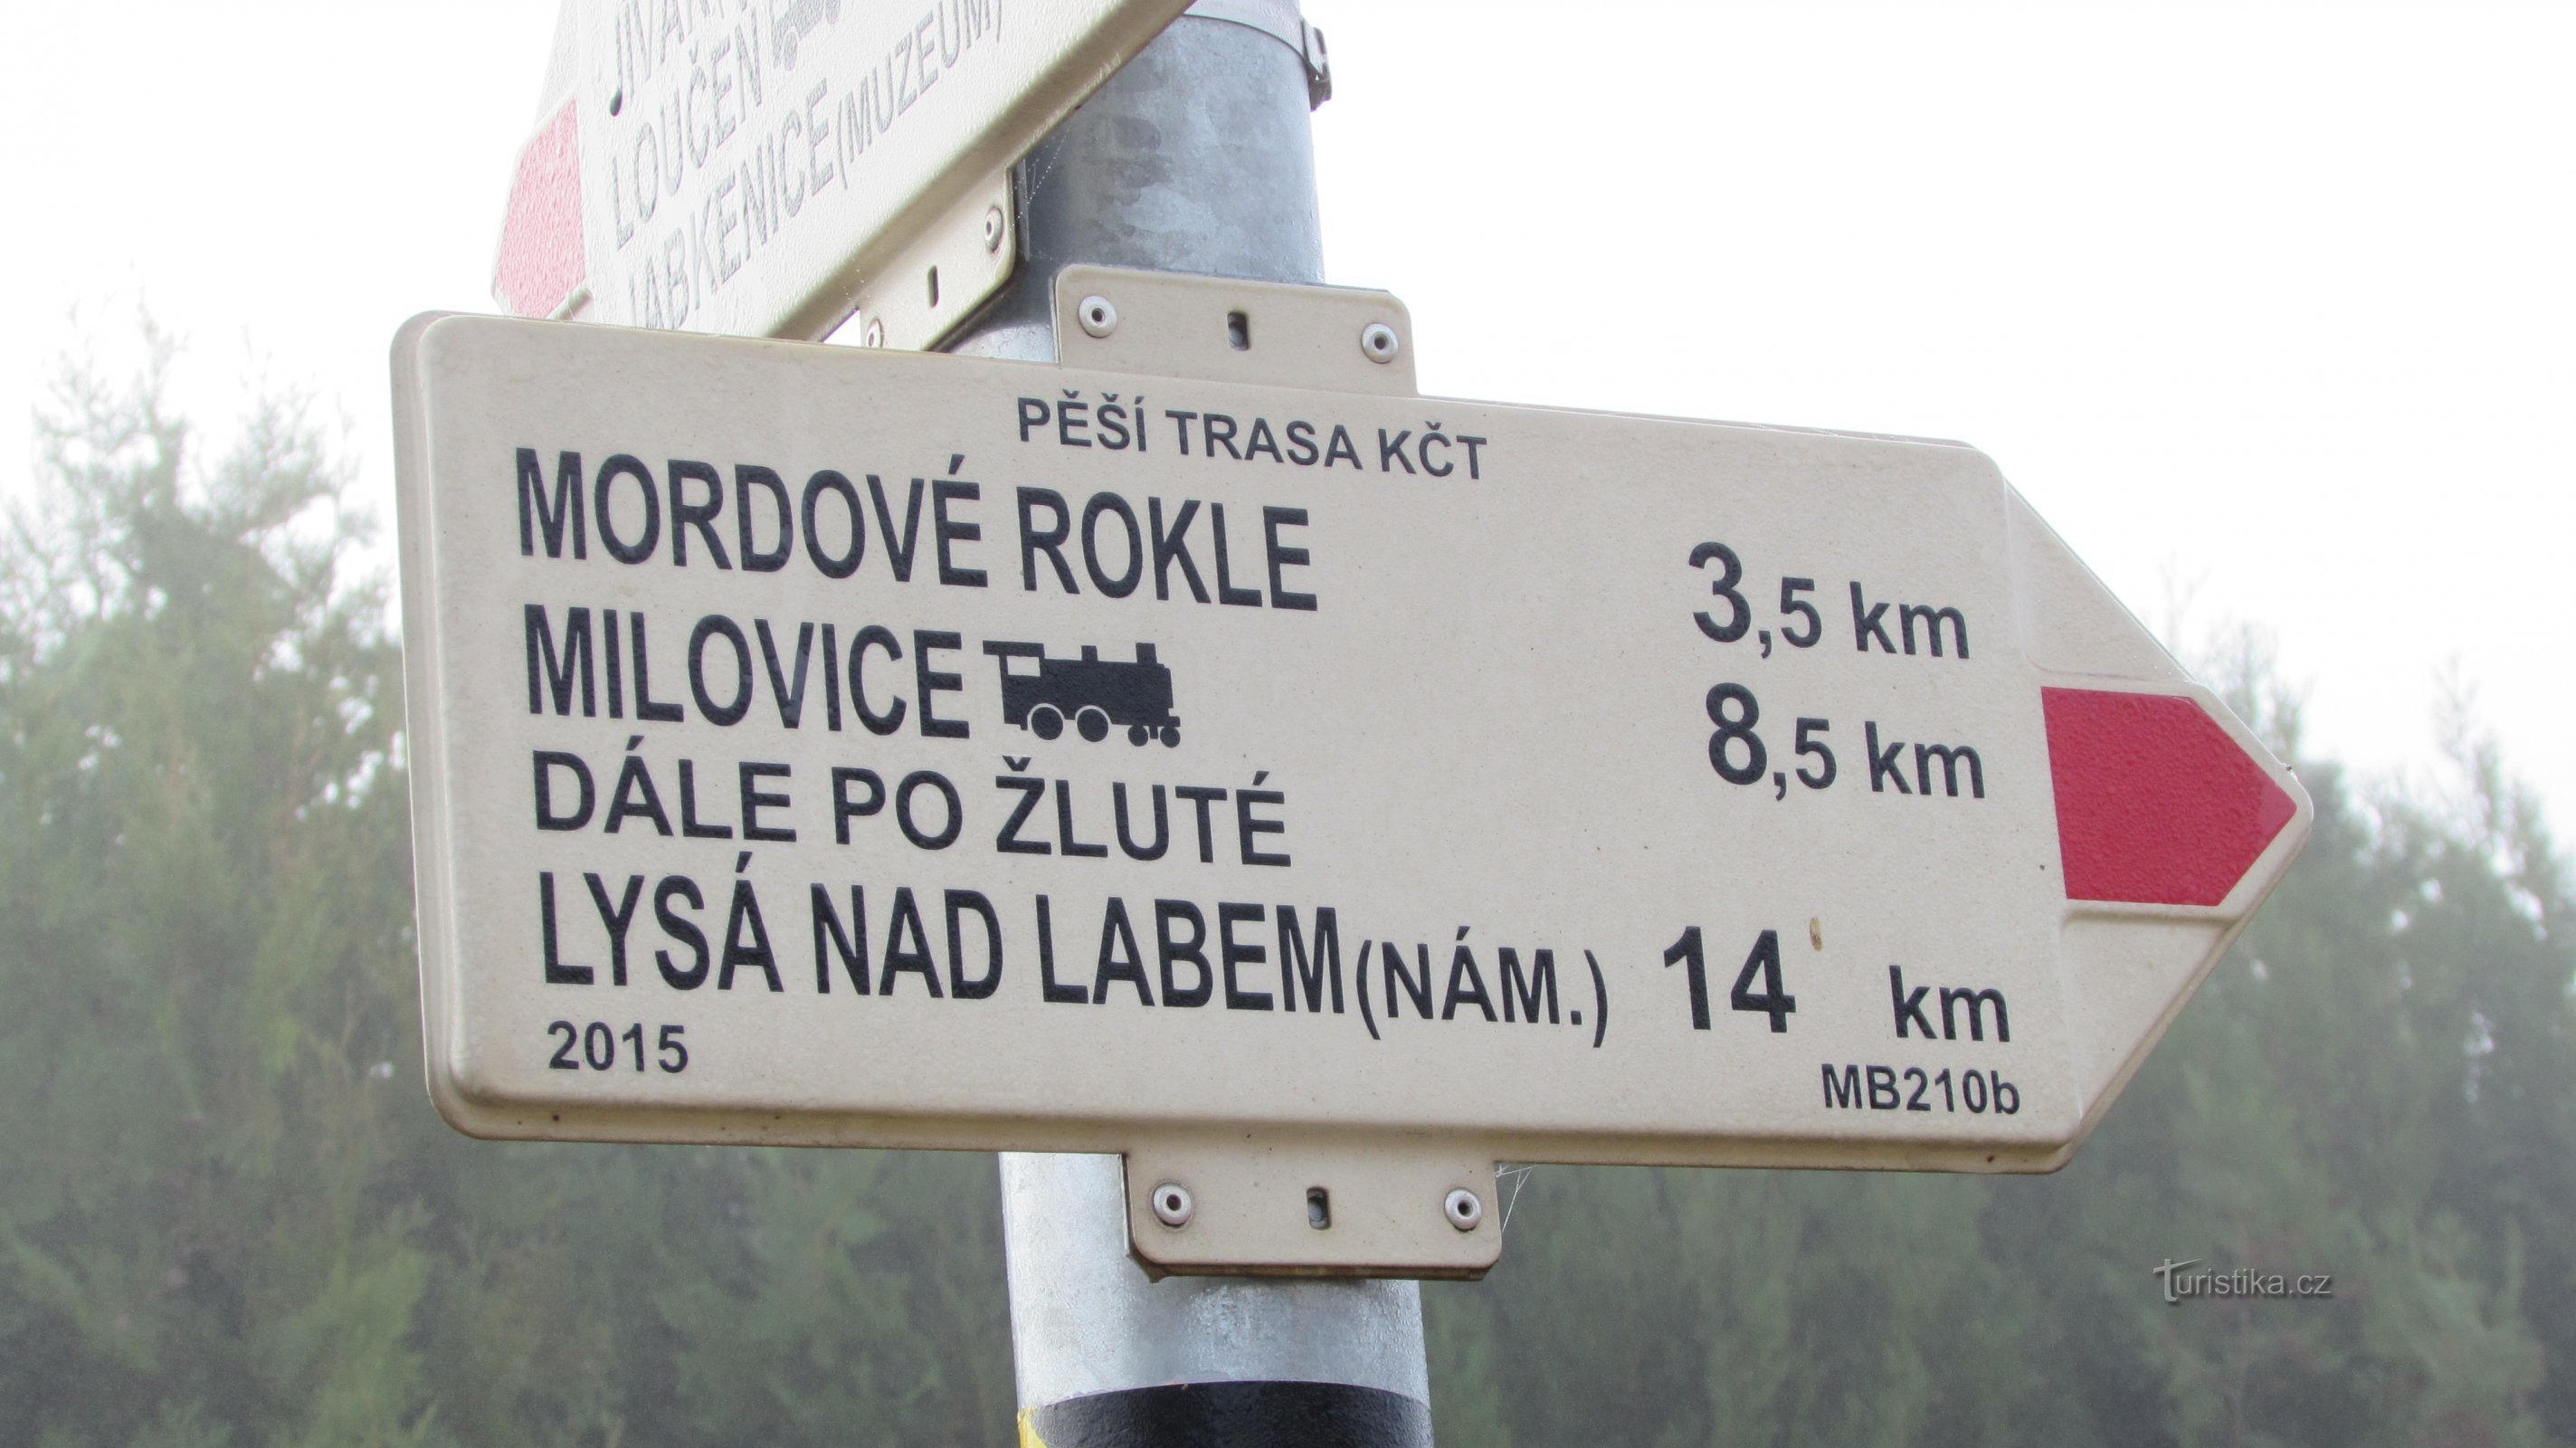 LOUČEŇ
JABKENICE (MUZEUM)
PĚŠÍ TRASA KČT
MORDOVÉ ROKLE 3,5 km
MILOVICE 8,5 km
DÁLE PO ŽLUTÉ
LYSÁ NAD LABEM (NÁM.) 14 km
2015 MB210b
Turistika.cz